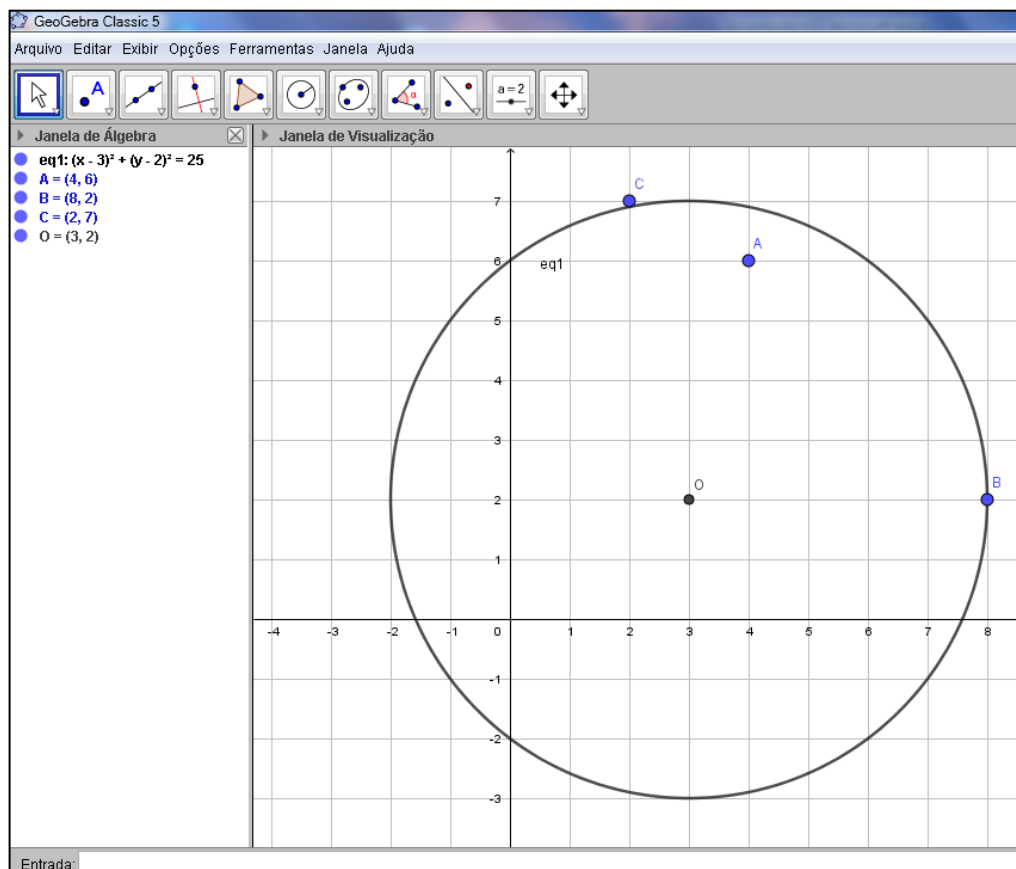 GeoGebra Classic 5
Arquivo Editar Exibir Opções Ferramentas Janela Ajuda
A
α
a = 2
Janela de Álgebra
Janela de Visualização
eq1: (x - 3)² + (y - 2)² = 25
A = (4, 6)
B = (8, 2)
C = (2, 7)
O = (3, 2)
C
7
A
6
eq1
5
4
3
O
B
2
1
-4 -3 -2 -1 0 1 2 3 4 5 6 7 8
-1
-2
-3
Entrada: